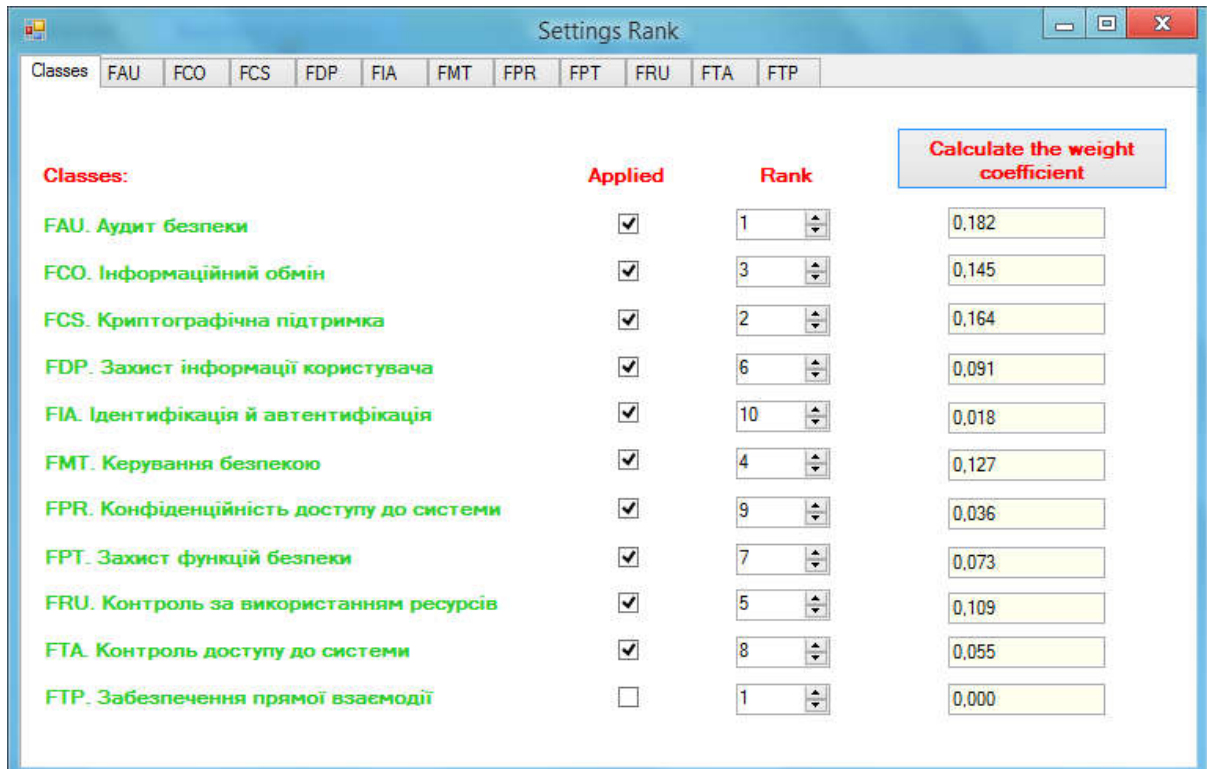 Settings Rank
Classes FAU FCO FCS FDP FIA FMT FPR FPT FRU FTA FTP
Calculate the weight
coefficient
Classes: Applied Rank
FAU. Аудит безпеки 1 0,182
FCO. Інформаційний обмін 3 0,145
FCS. Криптографічна підтримка 2 0,164
FDP. Захист інформації користувача 6 0,091
FIA. Ідентифікація й автентифікація 10 0,018
FMT. Керування безпекою 4 0,127
FPR. Конфіденційність доступу до системи 9 0,036
FPT. Захист функцій безпеки 7 0,073
FRU. Контроль за використанням ресурсів 5 0,109
FTA. Контроль доступу до системи 8 0,055
FTP. Забезпечення прямої взаємодії 1 0,000